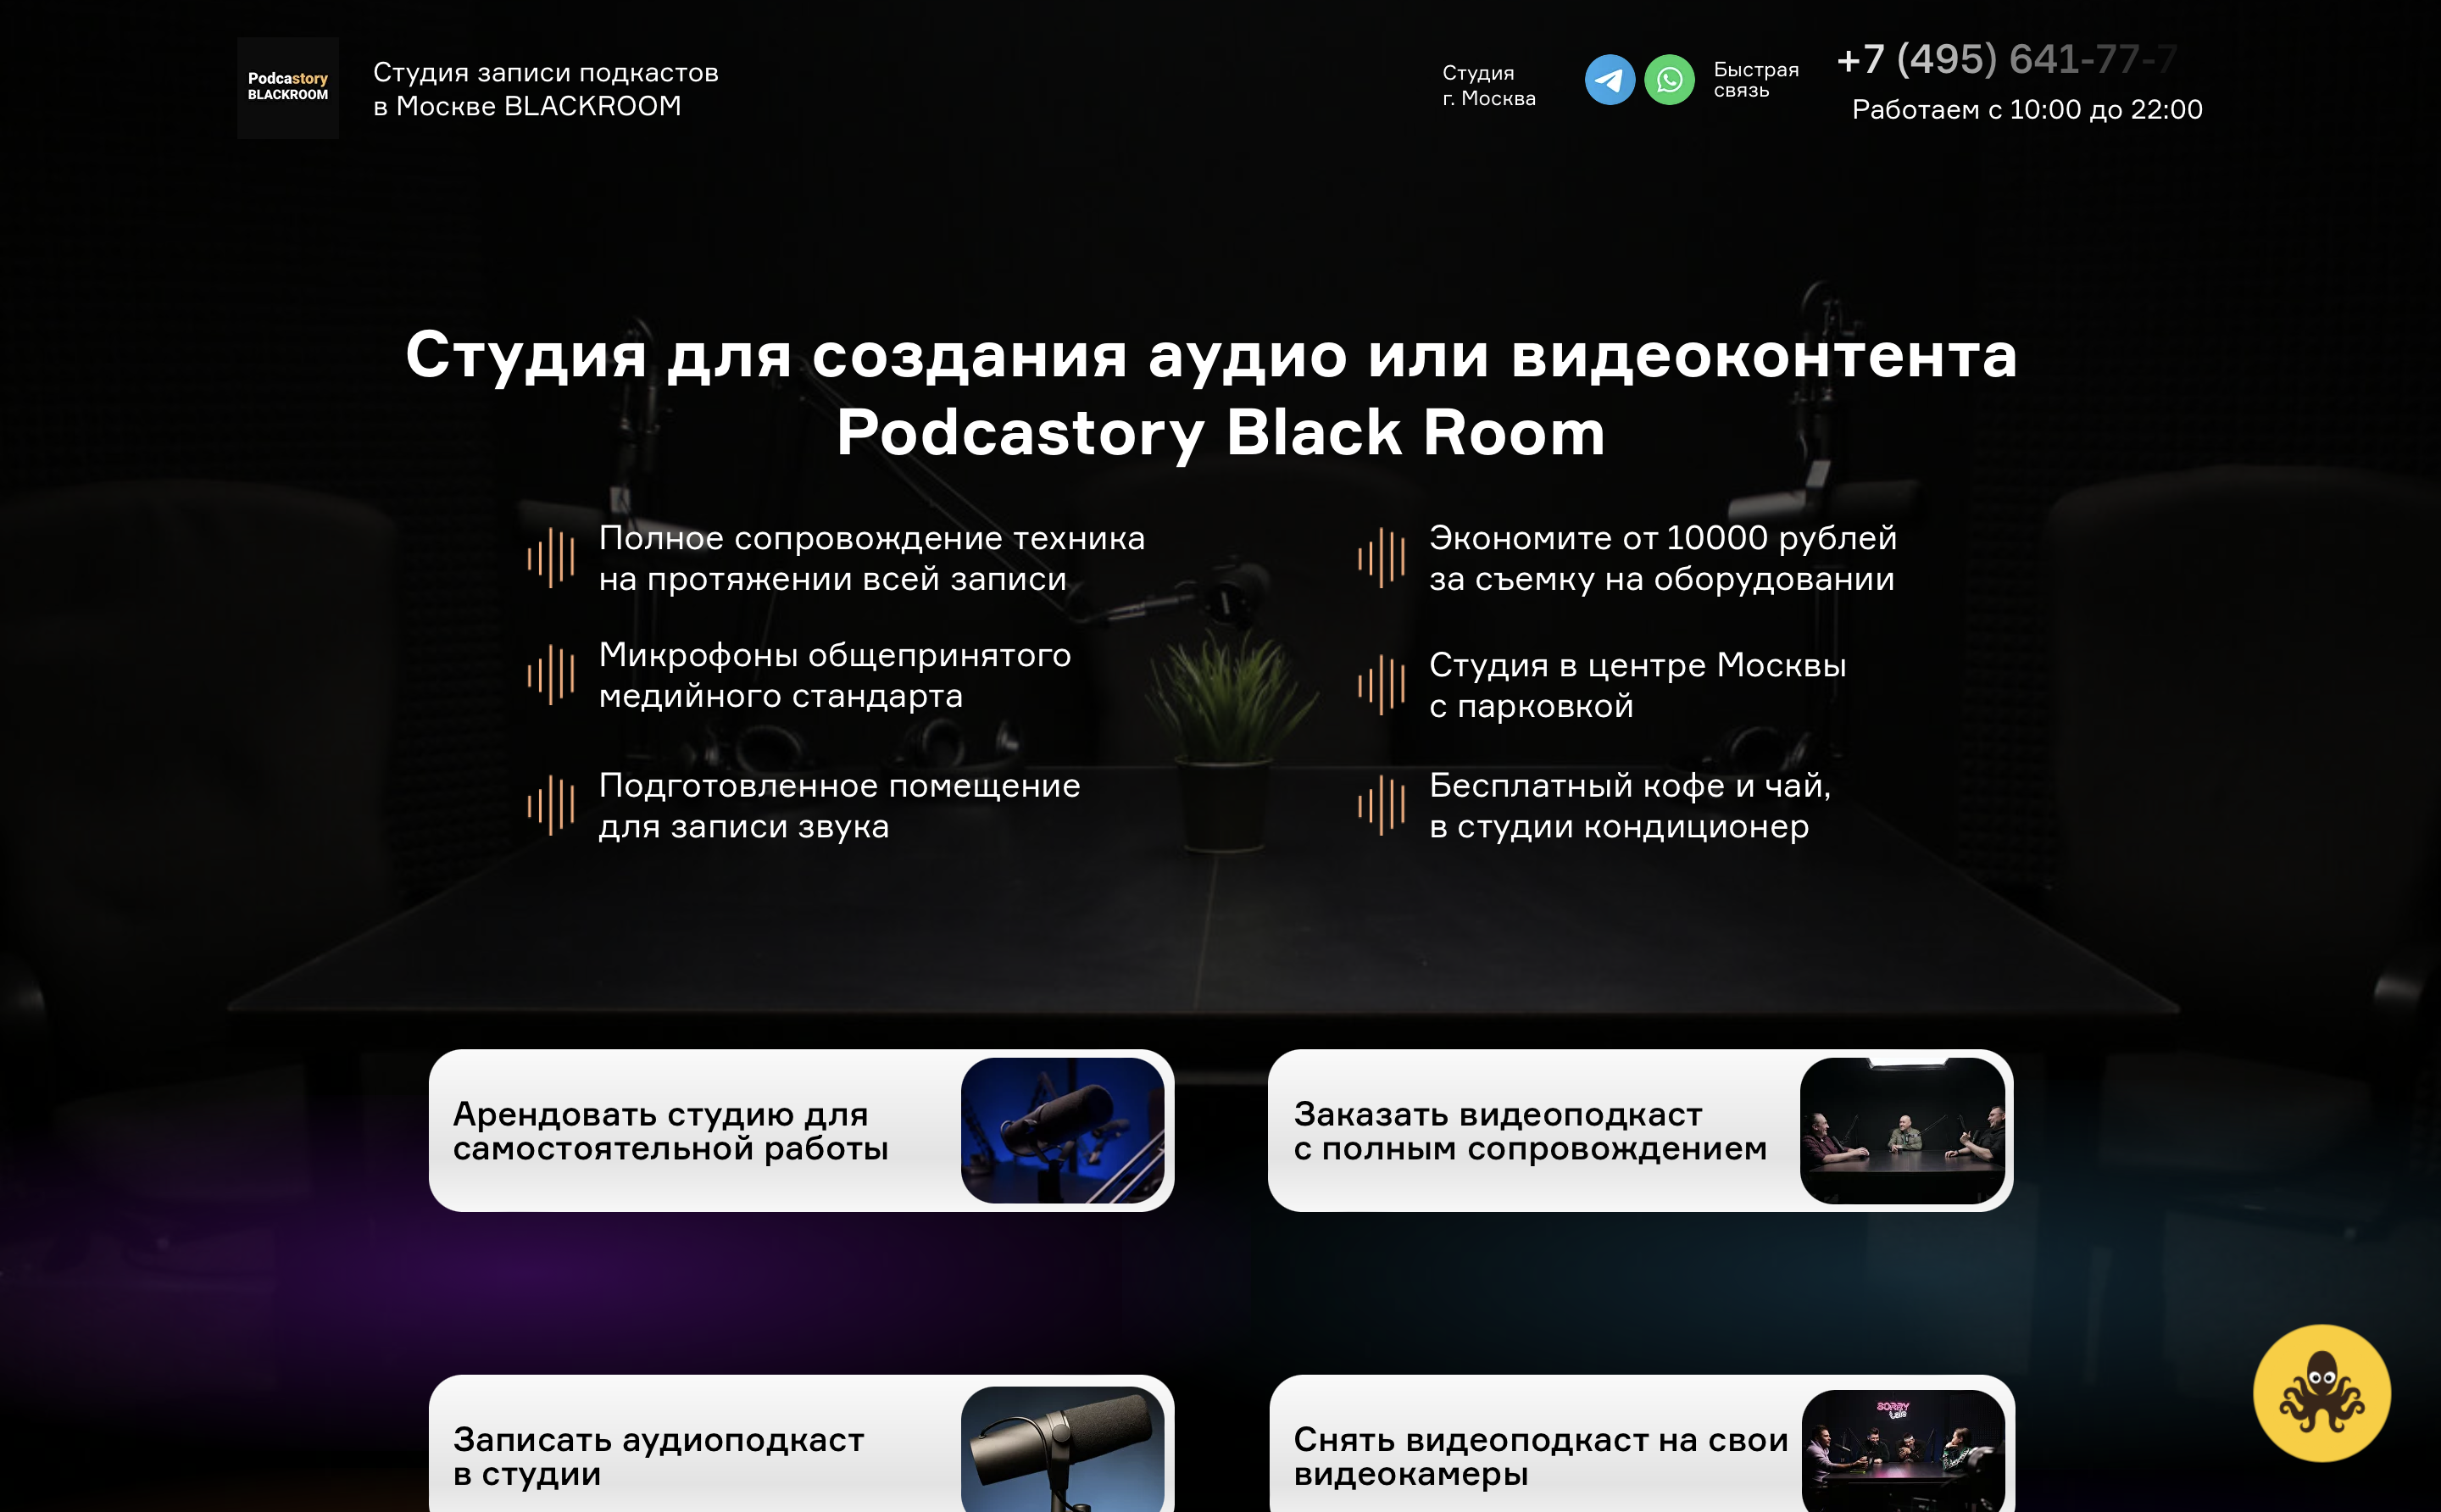 Podcastory
BLACKROOM
Студия записи подкастов
в Москве BLACKROOM
Студия
г. Москва
Быстрая
связь
+7 (495) 641-77-7
Работаем с 10:00 до 22:00
Студия для создания аудио или видеоконтента
Podcastory Black Room
Полное сопровождение техника
на протяжении всей записи
Экономите от 10000 рублей
за съемку на оборудовании
Микрофоны общепринятого
медийного стандарта
Студия в центре Москвы
с парковкой
Подготовленное помещение
для записи звука
Бесплатный кофе и чай,
в студии кондиционер
Арендовать студию для
самостоятельной работы
Заказать видеоподкаст
с полным сопровождением
Записать аудиоподкаст
в студии
Снять видеоподкаст на свои
видеокамеры
SORRY